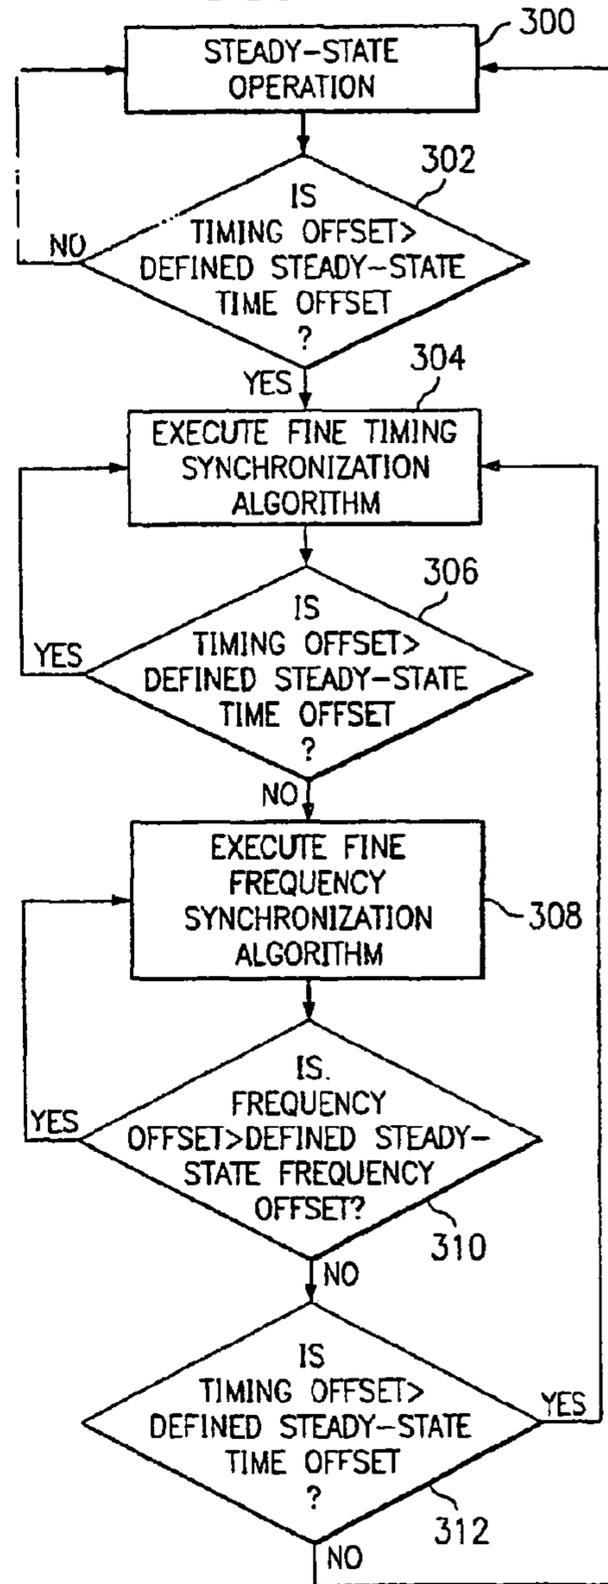 300
STEADY-STATE
OPERATION
302
IS
TIMING OFFSET>
DEFINED STEADY-STATE
TIME OFFSET
?
NO
YES
304
EXECUTE FINE TIMING
SYNCHRONIZATION
ALGORITHM
306
IS
TIMING OFFSET>
DEFINED STEADY-STATE
TIME OFFSET
?
YES
NO
EXECUTE FINE
FREQUENCY
SYNCHRONIZATION
ALGORITHM
308
IS.
FREQUENCY
OFFSET>DEFINED STEADY-
STATE FREQUENCY
OFFSET?
YES
310
NO
IS
TIMING OFFSET>
DEFINED STEADY-STATE
TIME OFFSET
?
YES
312
NO